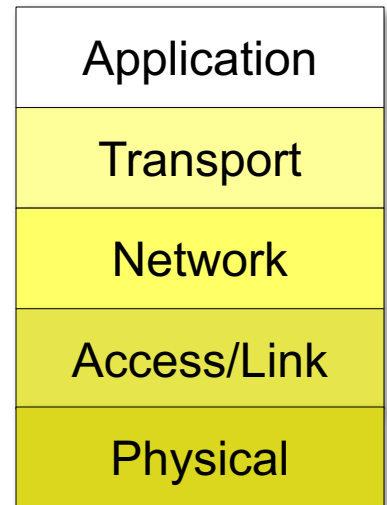 Application
Transport
Network
Access/Link
Physical